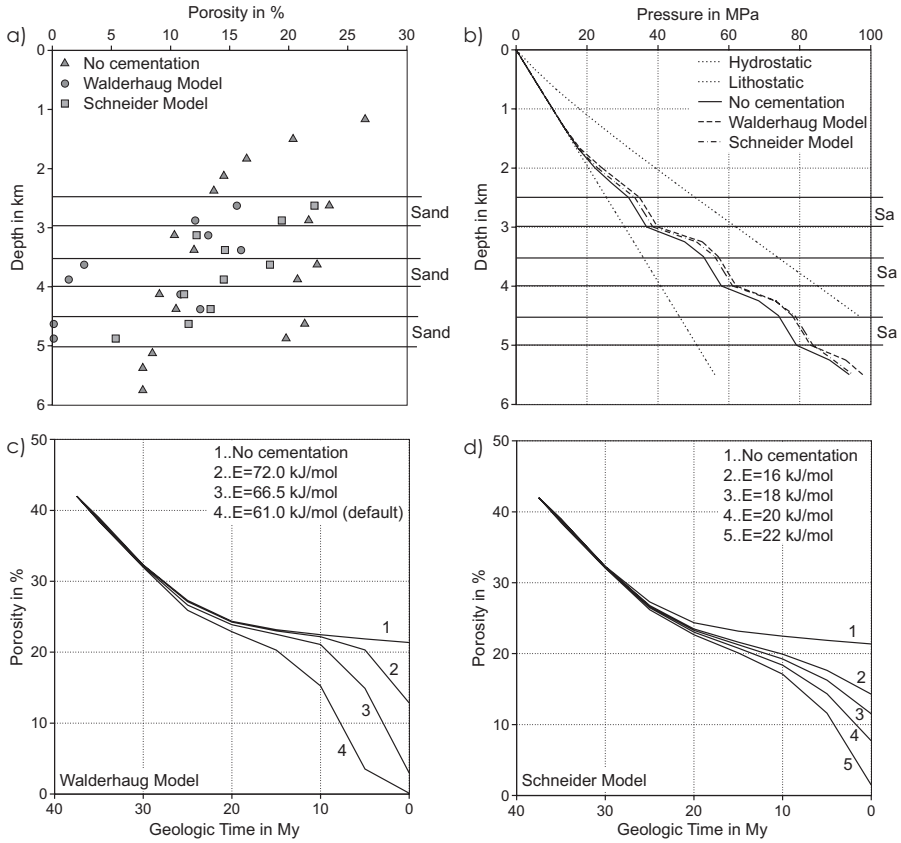 a)
Porosity in %
0 5 10 15 20 25 30
No cementation
Walderhaug Model
Schneider Model
Depth in km
0
1
2
3
4
5
6
Sand
Sand
Sand
b)
Pressure in MPa
0 20 40 60 80 100
Hydrostatic
Lithostatic
No cementation
Walderhaug Model
Schneider Model
Depth in km
0
1
2
3
4
5
6
Sa
Sa
Sa
c)
50
40
30
20
10
0
Porosity in %
1..No cementation
2..E=72.0 kJ/mol
3..E=66.5 kJ/mol
4..E=61.0 kJ/mol (default)
1
2
3
4
Walderhaug Model
40 30 20 10 0
Geologic Time in My
d)
50
40
30
20
10
0
Porosity in %
1..No cementation
2..E=16 kJ/mol
3..E=18 kJ/mol
4..E=20 kJ/mol
5..E=22 kJ/mol
1
2
3
4
5
Schneider Model
40 30 20 10 0
Geologic Time in My